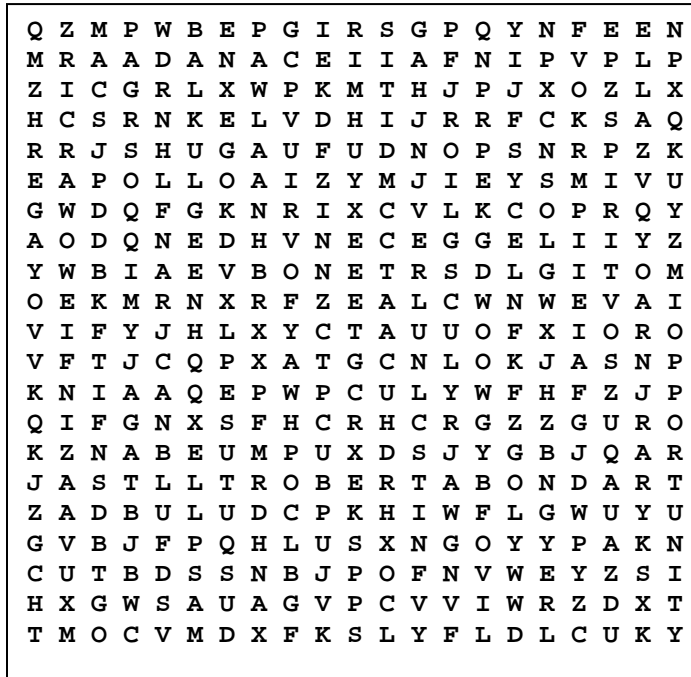 Q Z M P W B E P G I R S G P Q Y N F E E N
M R A A D A N A C E I I A F N I P V P L P
Z I C G R L X W P K M T H J P J X O Z L X
H C S R N K E L V D H I J R R F C K S A Q
R R J S H U G A U F U D N O P S N R P Z K
E A P O L L O A I Z Y M J I E Y S M I V U
G W D Q F G K N R I X C V L K C O P R Q Y
A O D Q N E D H V N E C E G G E L I I Y Z
Y W B I A E V B O N E T R S D L G I T O M
O E K M R N X R F Z E A L C W N W E V A I
V I F Y J H L X Y C T A U U O F X I O R O
V F T J C Q P X A T G C N L O K J A S N P
K N I A A Q E P W P C U L Y W F H F Z J P
Q I F G N X S F H C R H C R G Z Z G U R O
K Z N A B E U M P U X D S J Y G B J Q A R
J A S T L L T R O B E R T A B O N D A R T
Z A D B U L U D C P K H I W F L G W U Y U
G V B J F P Q H L U S X N G O Y Y P A K N
C U T B D S S N B J P O F N V W E Y Z S I
H X G W S A U A G V P C V V I W R Z D X T
T M O C V M D X F K S L Y F L D L C U K Y